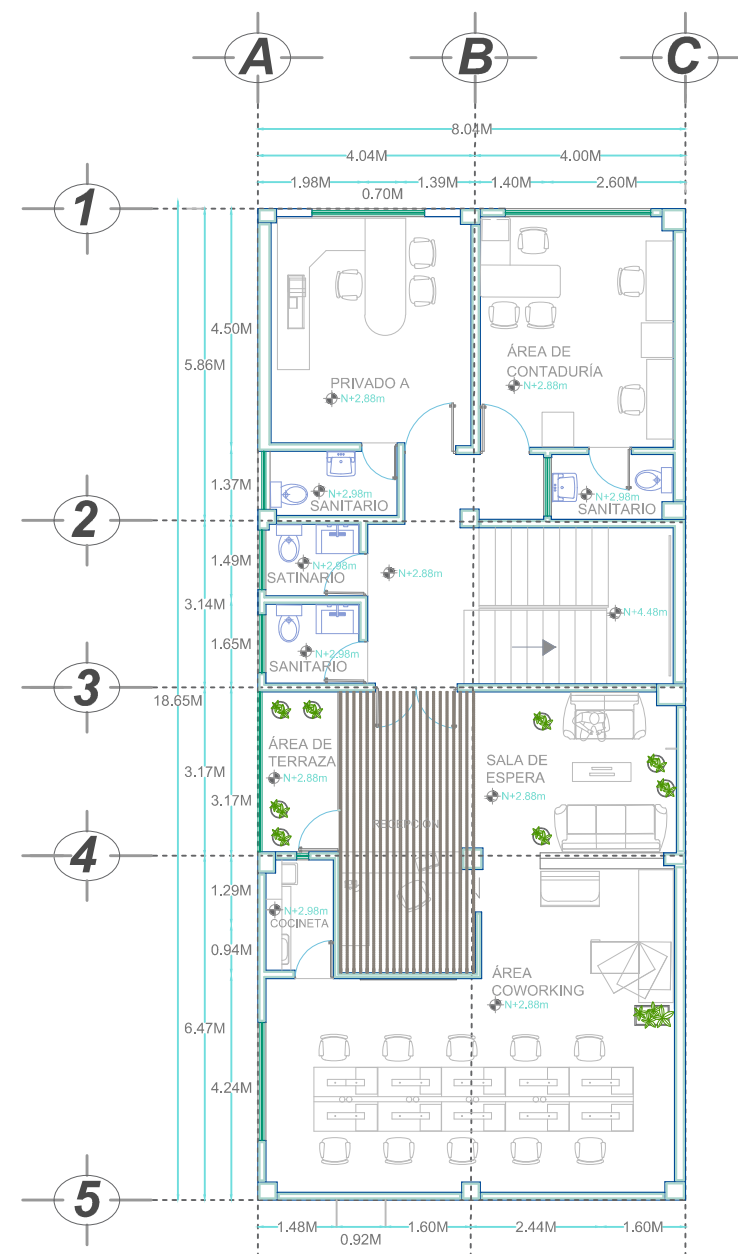 A B C
8.04M
4.04M 4.00M
1.98M 1.39M 1.40M 2.60M
0.70M
1
4.50M
ÁREA DE
CONTADURÍA
5.86M
PRIVADO A
N+2.88m
N+2.88m
1.37M
N+2.98m
N+2.98m
SANITARIO
SANITARIO
2
1.49M
N+2.98m
N+2.88m
SATINARIO
3.14M
N+4.48m
1.65M
N+2.98m
SANITARIO
3
18.65M
ÁREA DE
TERRAZA
SALA DE
ESPERA
3.17M
N+2.88m
3.17M
N+2.88m
RECEPCIÓN
4
1.29M
N+2.98m
COCINETA
0.94M
ÁREA
COWORKING
N+2.88m
6.47M
4.24M
5
1.48M 1.60M 2.44M 1.60M
0.92M